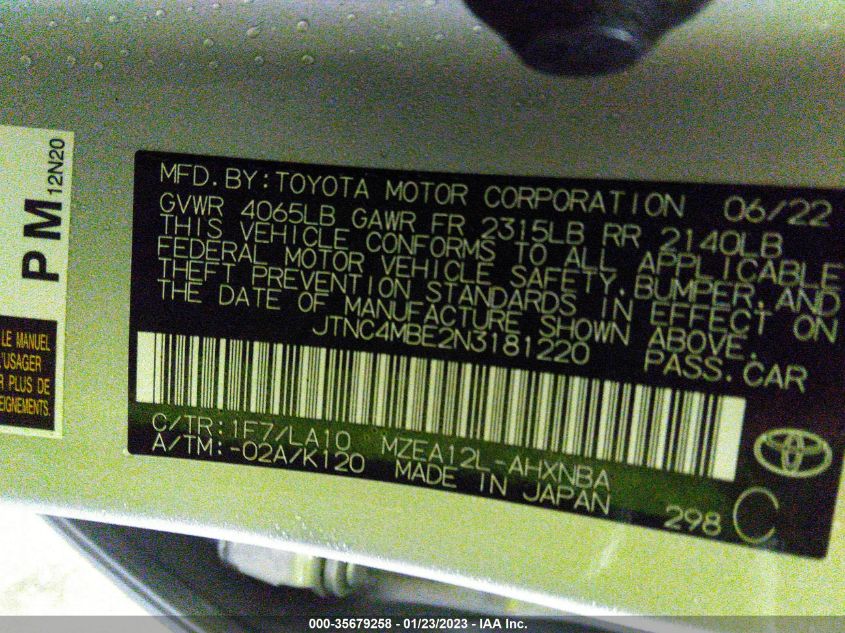 PM 12N20
LE MANUEL
L'USAGER
R PLUS DE
EIGNEMENTS.
MFD.BY:TOYOTA MOTOR CORPORATION 06/22
GVWR 4065LB GAWR FR 2315LB RR 2140LB
THIS VEHICLE CONFORMS TO ALL APPLICABLE
FEDERAL MOTOR VEHICLE SAFETY,BUMPER,AND
THEFT PREVENTION STANDARDS IN EFFECT ON
THE DATE OF MANUFACTURE SHOWN ABOVE.
JTNC4MBE2N3181220 PASS.CAR
C/TR:1F7/LA10 MZEA12L-AHXNBA
A/TM:-02A/K120 MADE IN JAPAN 298 C
000-35679258 - 01/23/2023 - IAA Inc.